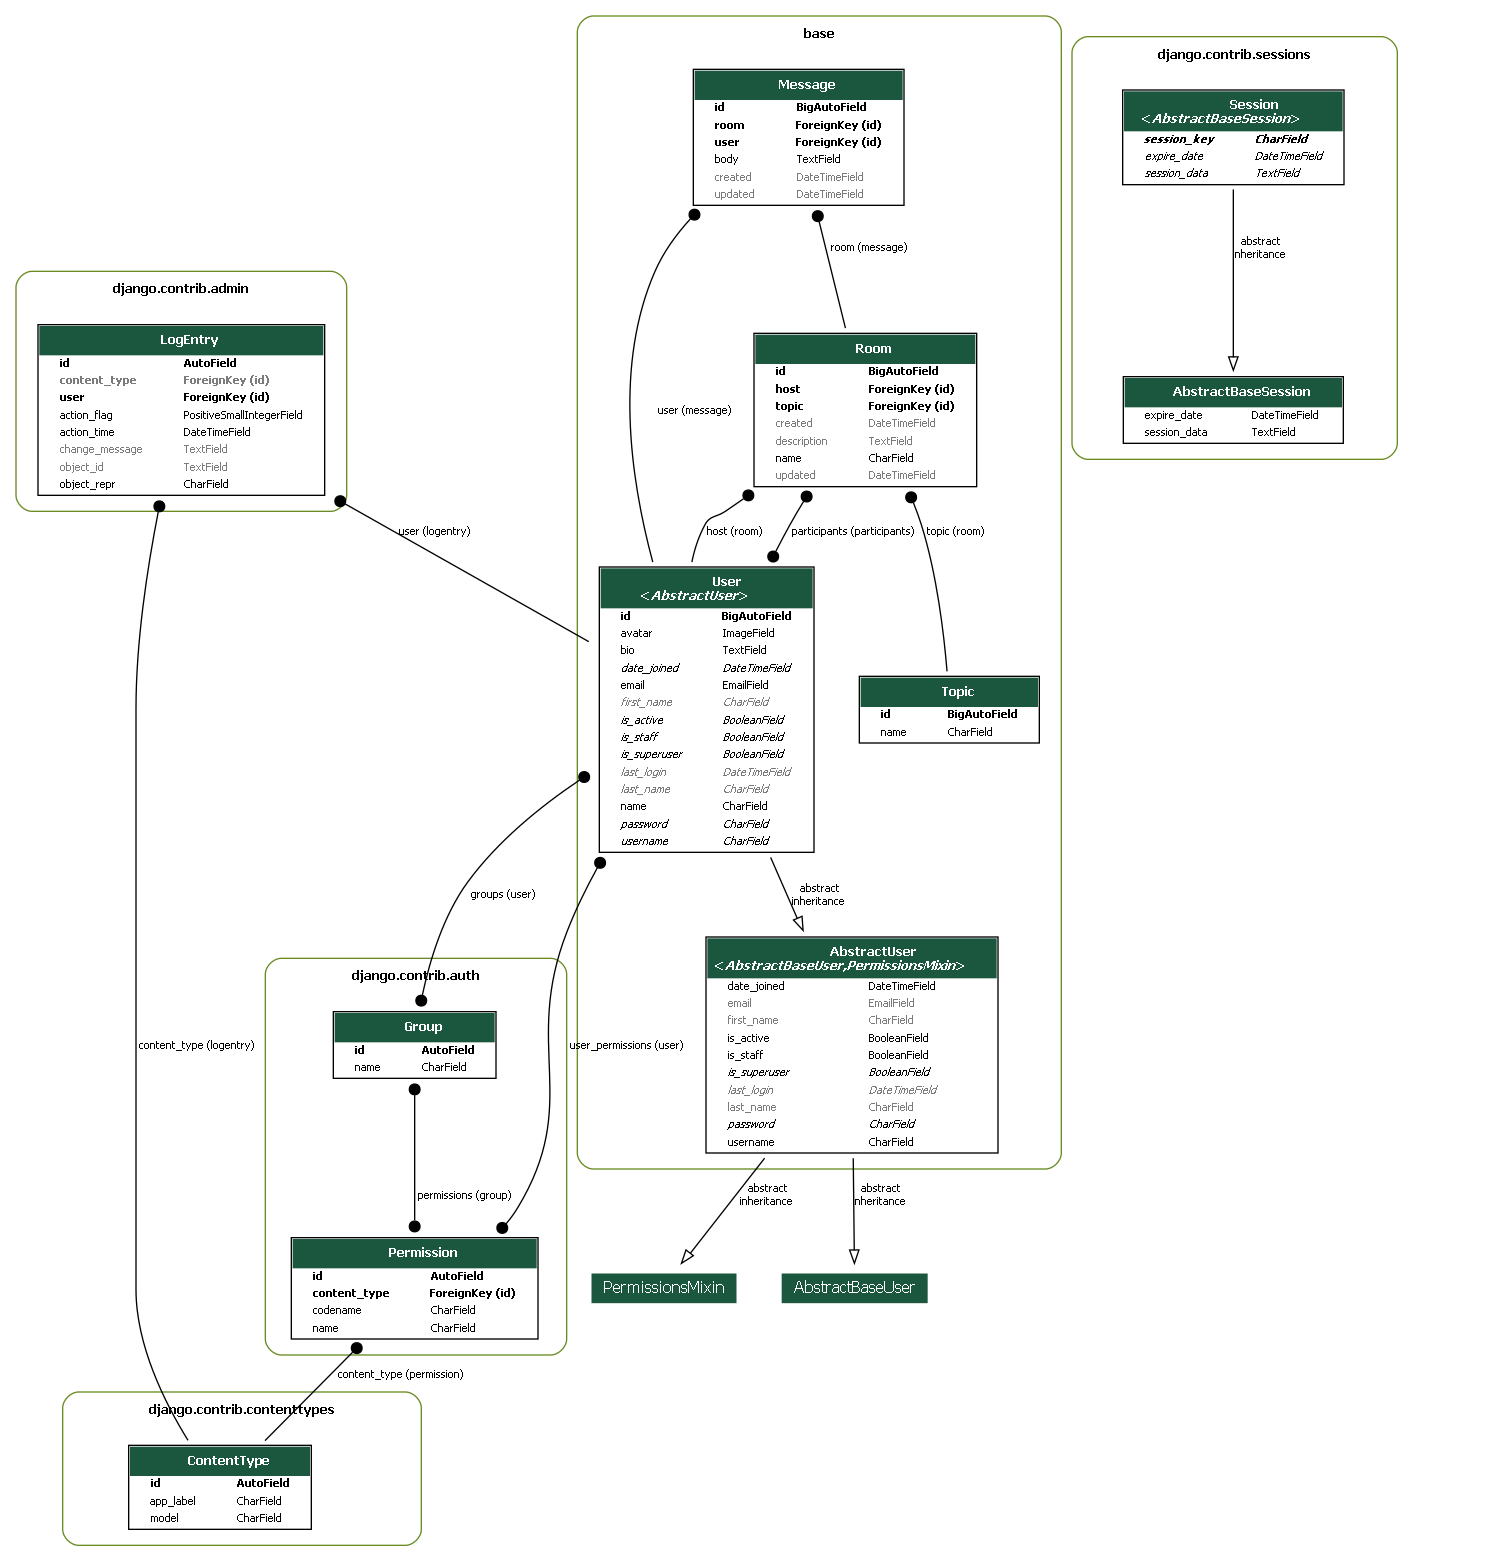 base
Message
id BigAutoField
room ForeignKey (id)
user ForeignKey (id)
body TextField
created DateTimeField
updated DateTimeField
django.contrib.sessions
Session
<AbstractBaseSession>
session_key CharField
expire_date DateTimeField
session_data TextField
abstract
inheritance
AbstractBaseSession
expire_date DateTimeField
session_data TextField
room (message)
user (message)
django.contrib.admin
LogEntry
id AutoField
content_type ForeignKey (id)
user ForeignKey (id)
action_flag PositiveSmallIntegerField
action_time DateTimeField
change_message TextField
object_id TextField
object_repr CharField
Room
id BigAutoField
host ForeignKey (id)
topic ForeignKey (id)
created DateTimeField
description TextField
name CharField
updated DateTimeField
user (logentry)
host (room)
participants (participants)
topic (room)
User
<AbstractUser>
id BigAutoField
avatar ImageField
bio TextField
date_joined DateTimeField
email EmailField
first_name CharField
is_active BooleanField
is_staff BooleanField
is_superuser BooleanField
last_login DateTimeField
last_name CharField
name CharField
password CharField
username CharField
Topic
id BigAutoField
name CharField
groups (user)
abstract
inheritance
AbstractUser
<AbstractBaseUser,PermissionsMixin>
date_joined DateTimeField
email EmailField
first_name CharField
is_active BooleanField
is_staff BooleanField
is_superuser BooleanField
last_login DateTimeField
last_name CharField
password CharField
username CharField
django.contrib.auth
Group
id AutoField
name CharField
content_type (logentry)
user_permissions (user)
permissions (group)
abstract
inheritance
abstract
inheritance
Permission
id AutoField
content_type ForeignKey (id)
codename CharField
name CharField
PermissionsMixin
AbstractBaseUser
content_type (permission)
django.contrib.contenttypes
ContentType
id AutoField
app_label CharField
model CharField